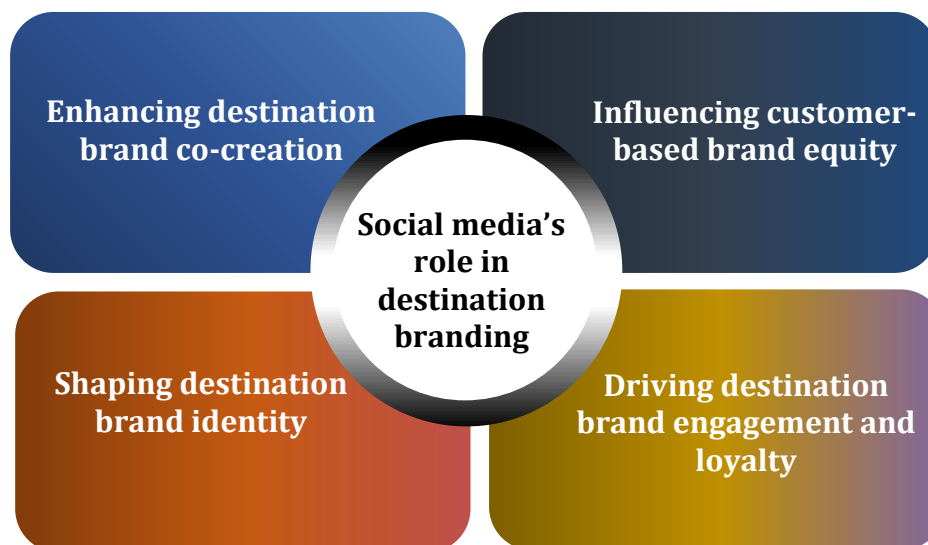 Enhancing destination
brand co-creation
Influencing customer-
based brand equity
Social media’s
role in
destination
branding
Shaping destination
brand identity
Driving destination
brand engagement and
loyalty